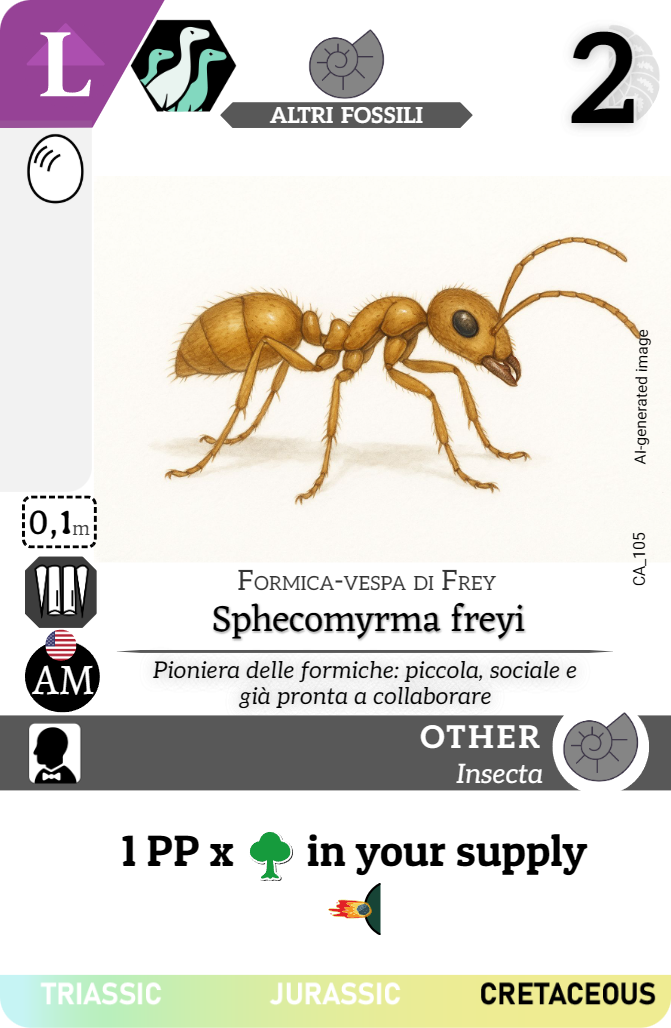 L
ALTRI FOSSILI
2
AI-generated image
0,1m
CA_105
Formica-vespa di Frey
Sphecomyrma freyi
AM
Pioniera delle formiche: piccola, sociale e
già pronta a collaborare
OTHER
Insecta
1 PP x in your supply
TRIASSIC JURASSIC CRETACEOUS